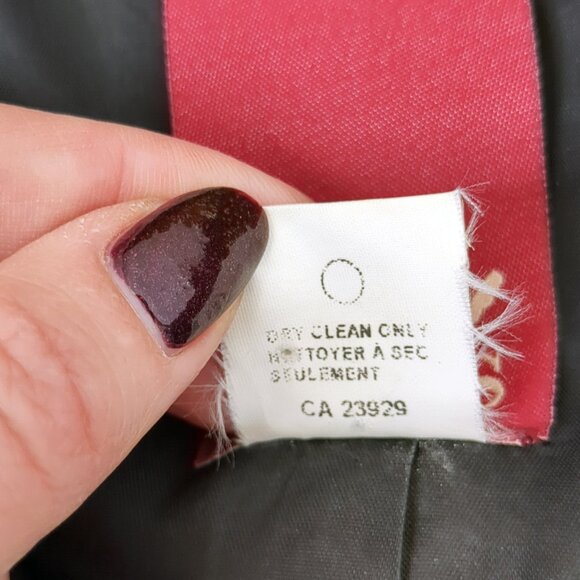 DRY CLEAN ONLY
NETTOYER À SEC
SEULEMENT
CA 23929